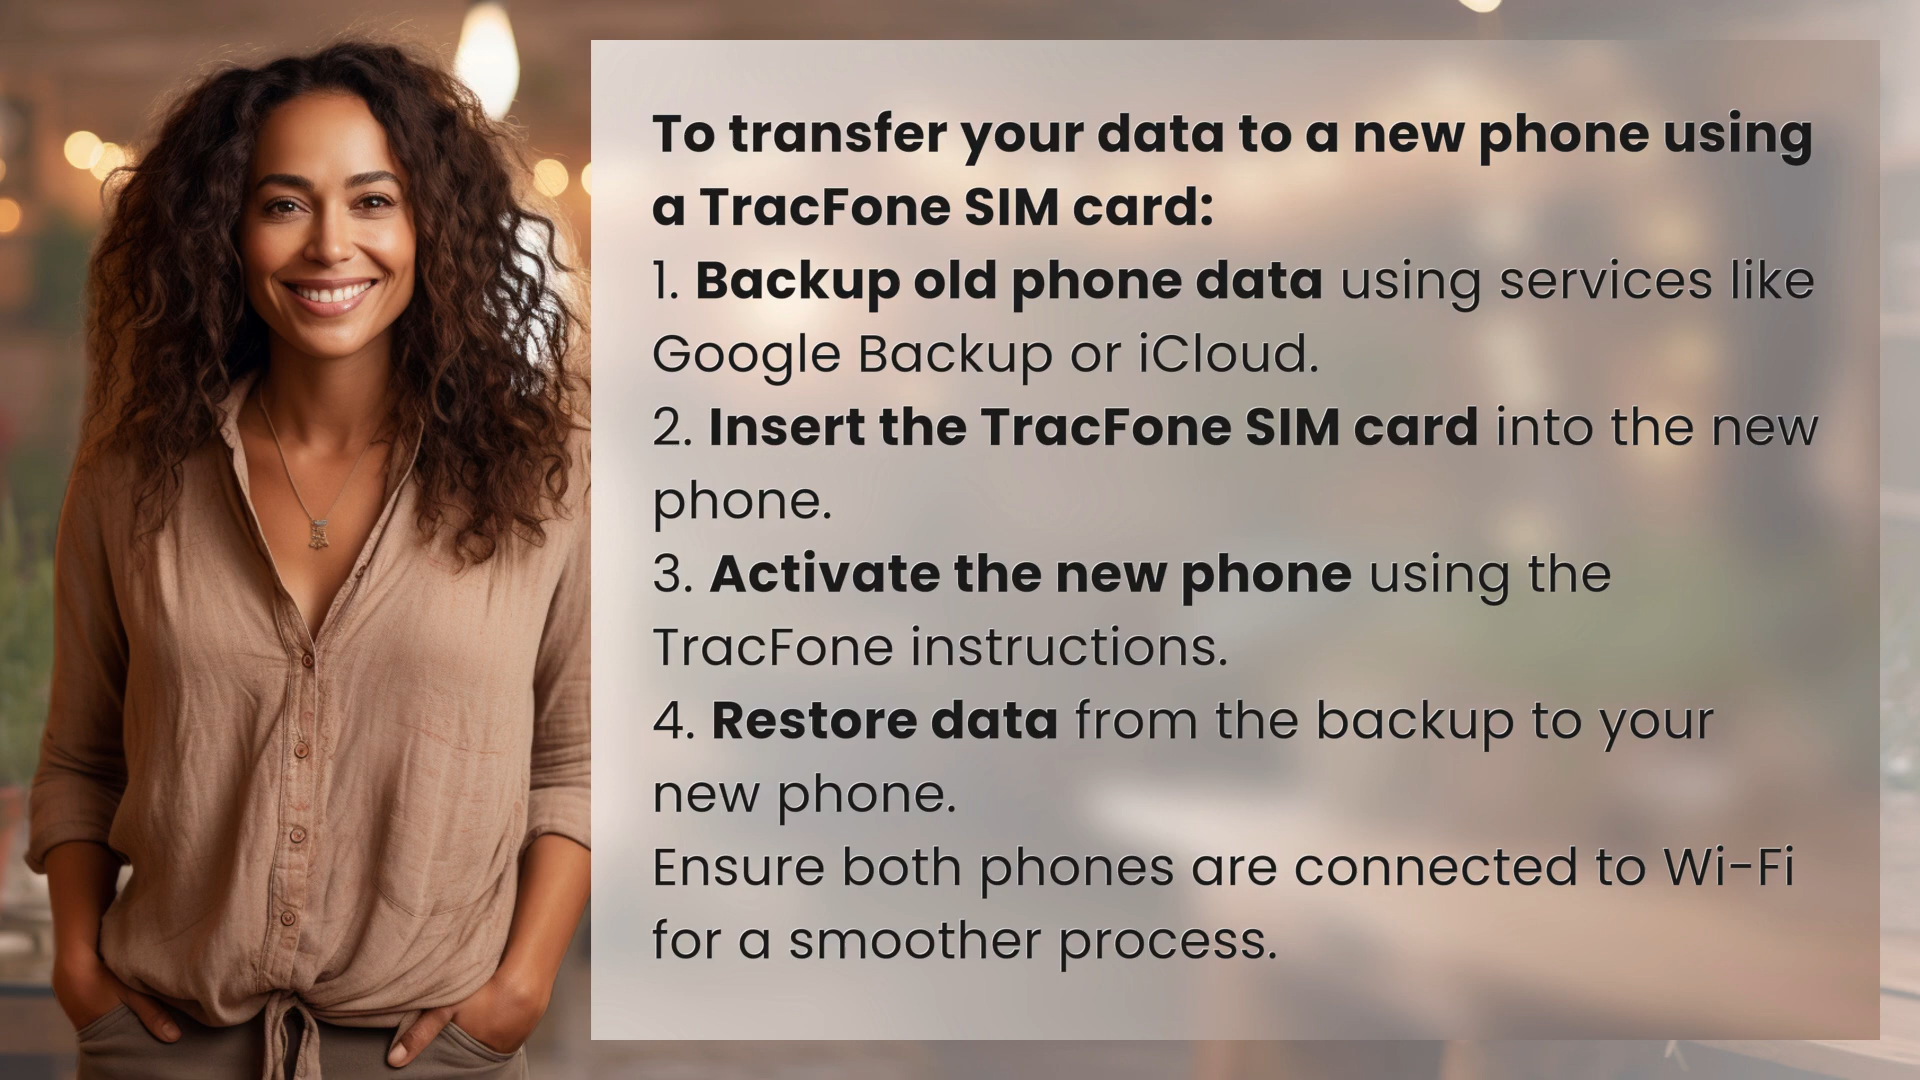 To transfer your data to a new phone using
a TracFone SIM card:
1. Backup old phone data using services like
Google Backup or iCloud.
2. Insert the TracFone SIM card into the new
phone.
3. Activate the new phone using the
TracFone instructions.
4. Restore data from the backup to your
new phone.
Ensure both phones are connected to Wi-Fi
for a smoother process.